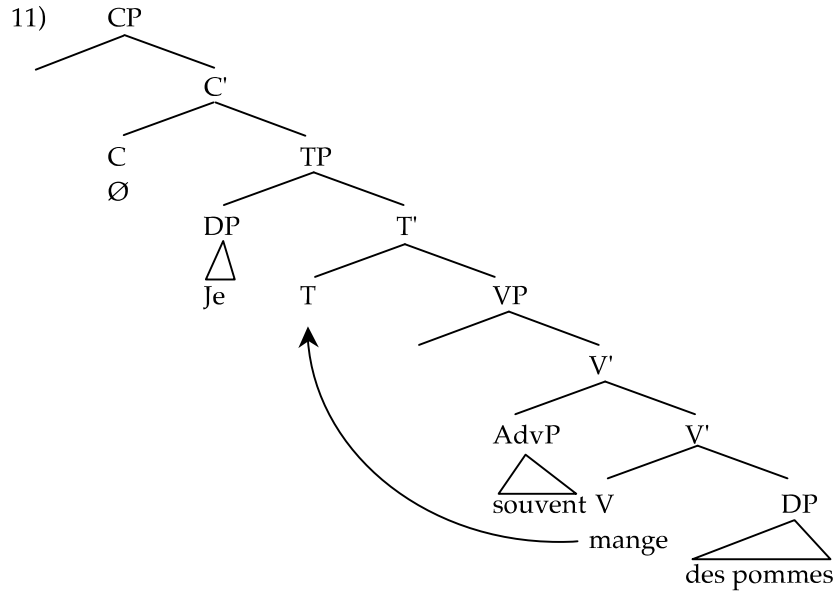 11) CP
C'
C TP
Ø
DP T'
Je T VP
V'
AdvP V'
souvent V DP
mange
des pommes